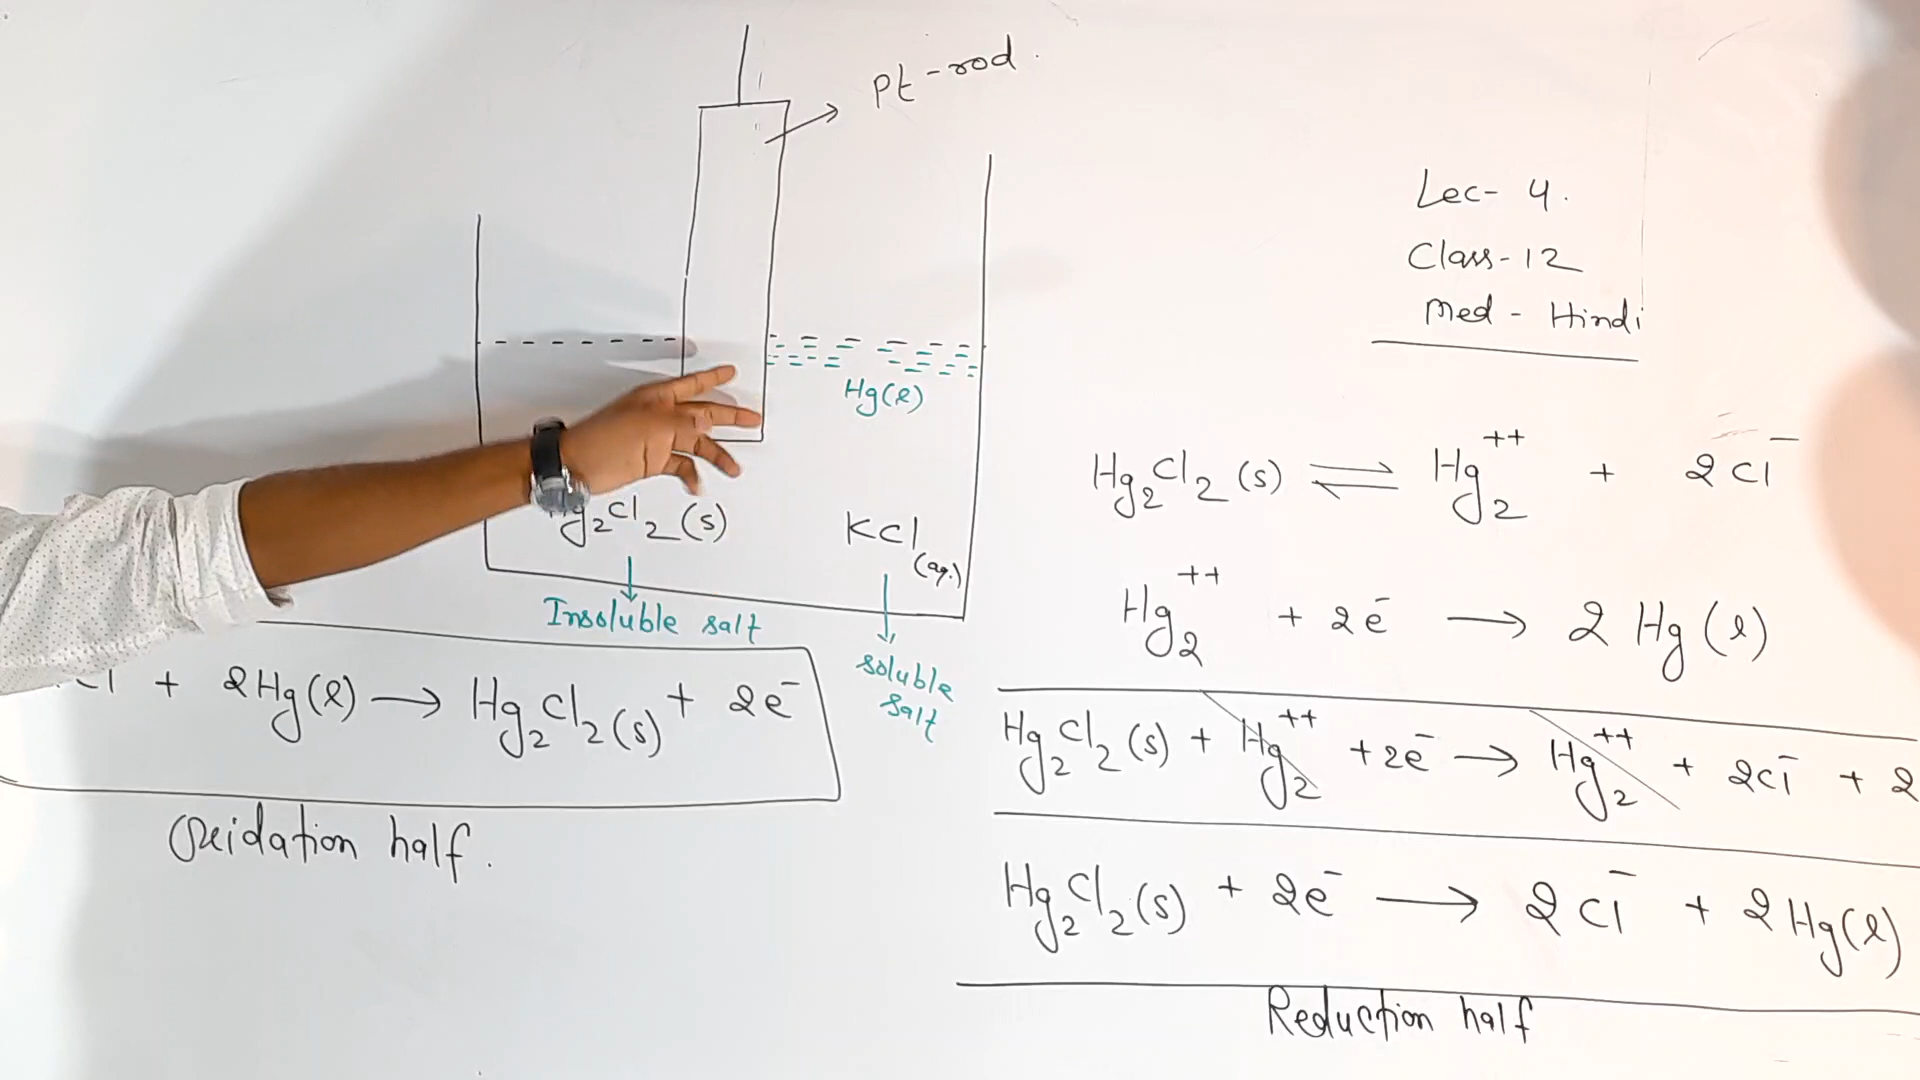 Pt-rod.
Lec- 4.
Class-12
Med - Hindi
Hg(l)
Hg₂Cl₂(s)
KCl(aq.)
Insoluble salt
soluble
salt
Hg₂Cl₂(s) ⇌ Hg₂⁺⁺ + 2Cl⁻
Hg₂⁺⁺ + 2e⁻ → 2Hg(l)
Hg₂Cl₂(s) + Hg₂⁺⁺ + 2e⁻ → Hg₂⁺⁺ + 2Cl⁻ + 2
Hg₂Cl₂(s) + 2e⁻ → 2Cl⁻ + 2Hg(l)
Reduction half
+ 2Hg(l) → Hg₂Cl₂(s) + 2e⁻
Oxidation half.